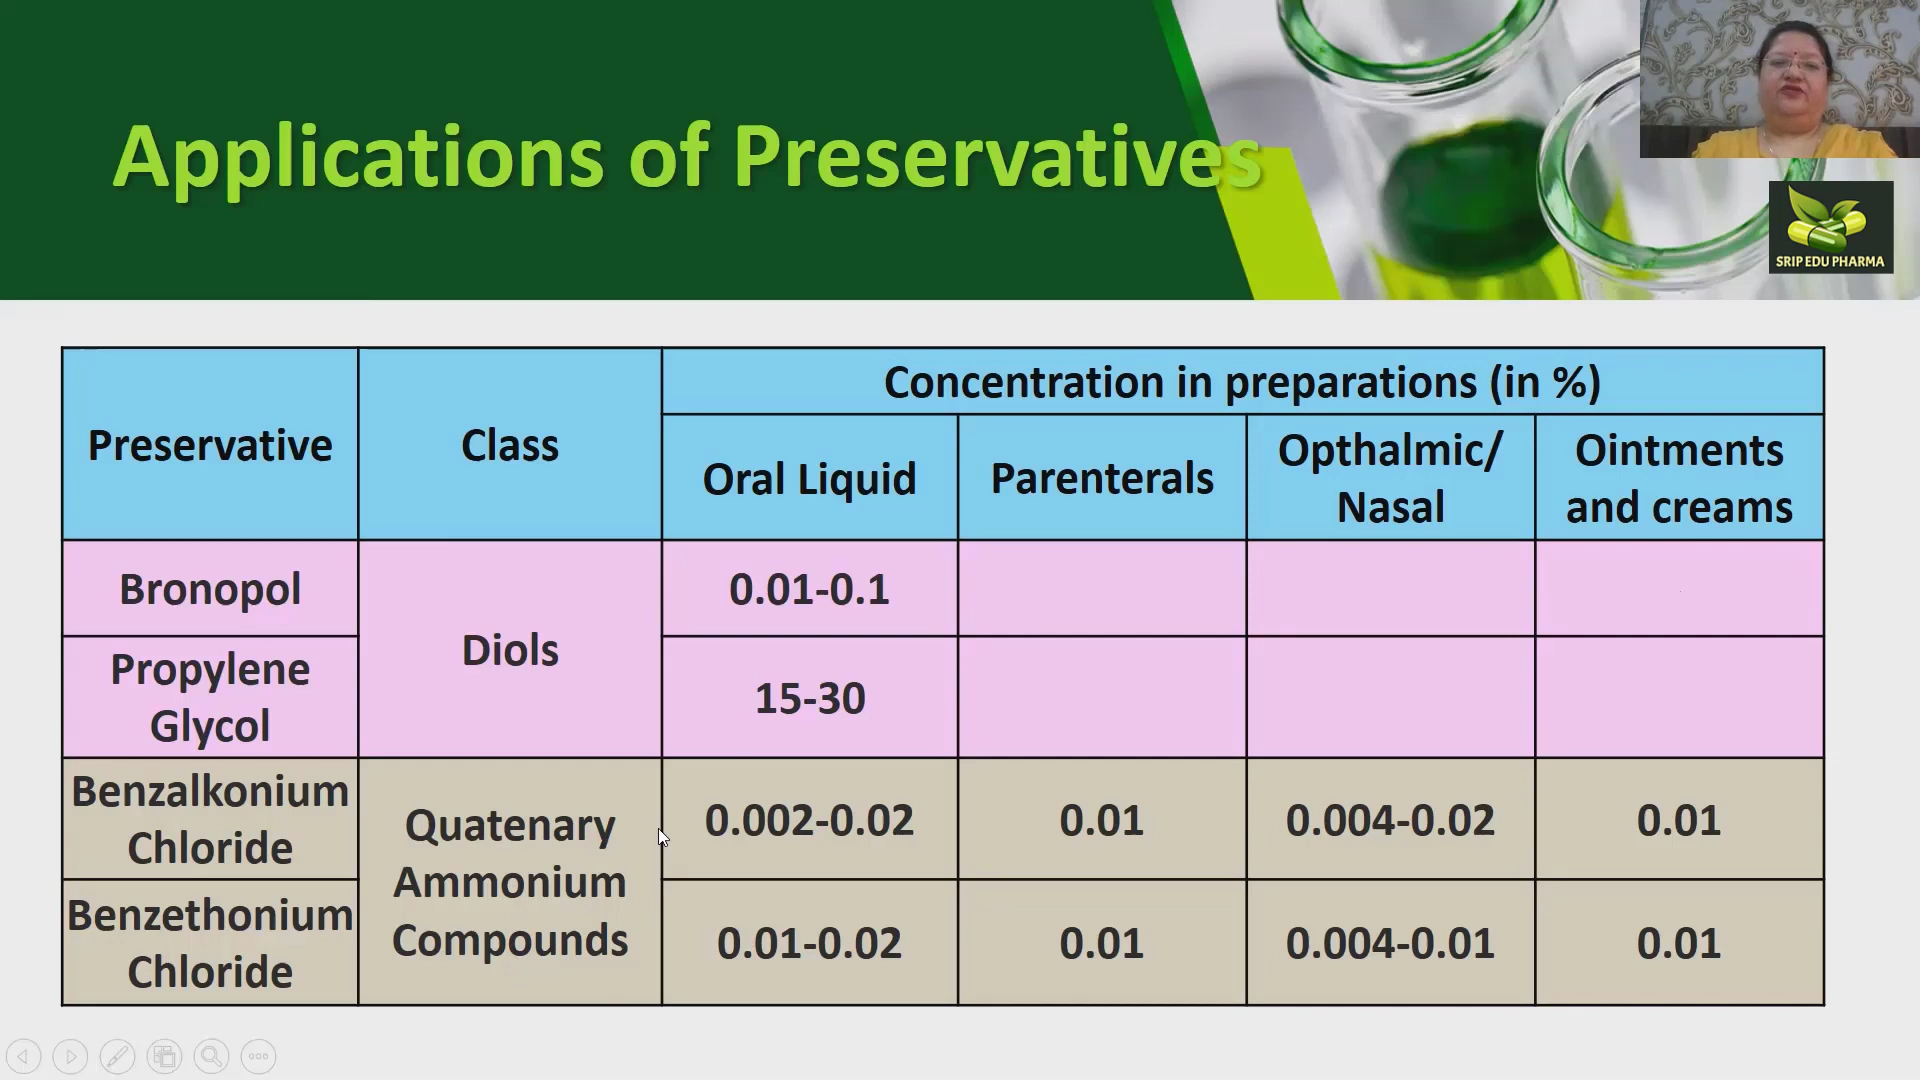 Applications of Preservatives
SRIP EDU PHARMA
Concentration in preparations (in %)
Preservative
Class
Oral Liquid
Parenterals
Opthalmic/
Nasal
Ointments
and creams
Bronopol
Diols
0.01-0.1
Propylene
Glycol
15-30
Benzalkonium
Chloride
Quatenary
Ammonium
Compounds
0.002-0.02
0.01
0.004-0.02
0.01
Benzethonium
Chloride
0.01-0.02
0.01
0.004-0.01
0.01